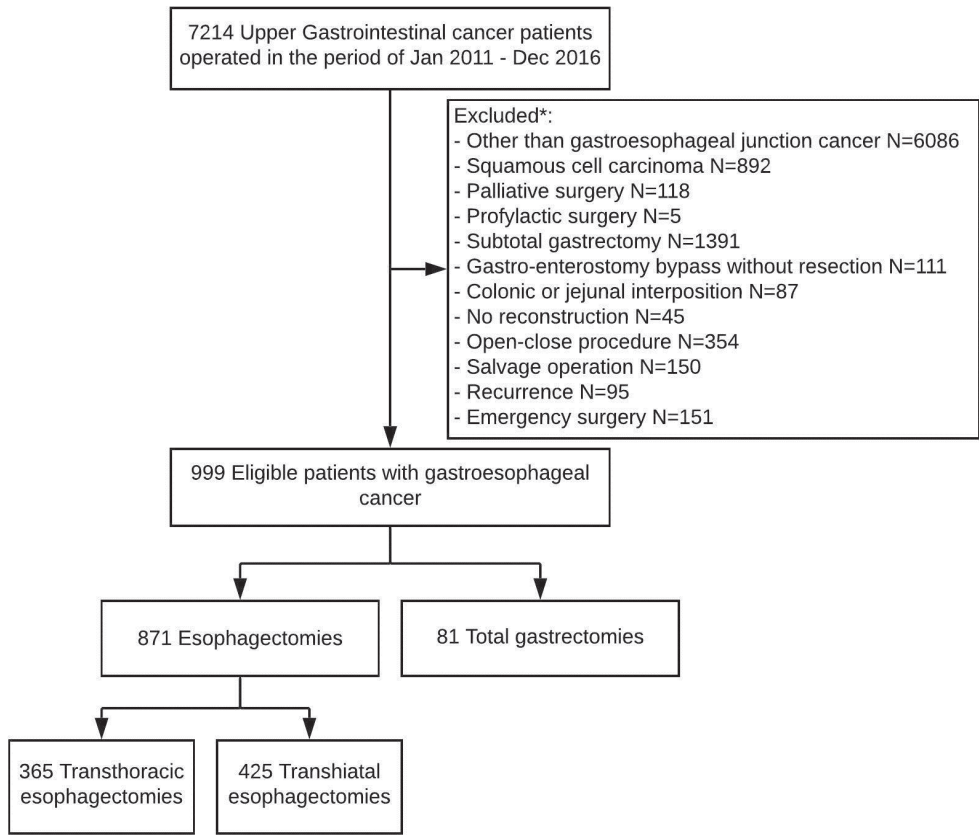 7214 Upper Gastrointestinal cancer patients
operated in the period of Jan 2011 - Dec 2016
Excluded*:
- Other than gastroesophageal junction cancer N=6086
- Squamous cell carcinoma N=892
- Palliative surgery N=118
- Profylactic surgery N=5
- Subtotal gastrectomy N=1391
- Gastro-enterostomy bypass without resection N=111
- Colonic or jejunal interposition N=87
- No reconstruction N=45
- Open-close procedure N=354
- Salvage operation N=150
- Recurrence N=95
- Emergency surgery N=151
999 Eligible patients with gastroesophageal
cancer
871 Esophagectomies
81 Total gastrectomies
365 Transthoracic
esophagectomies
425 Transhiatal
esophagectomies